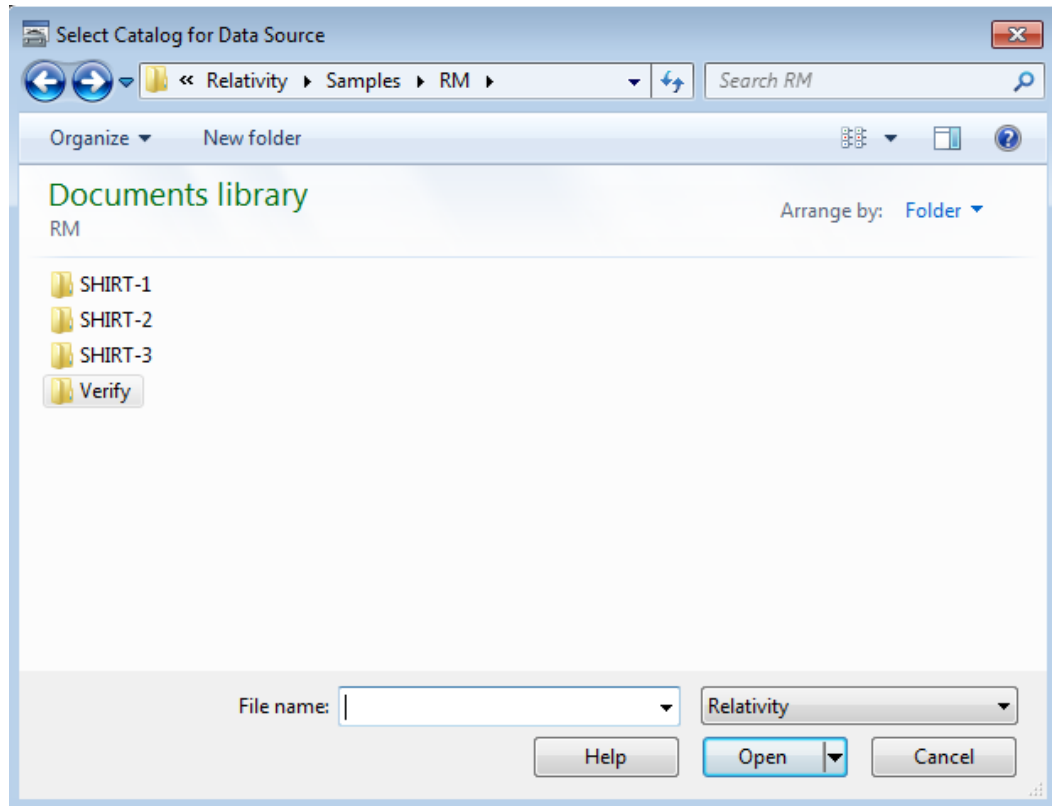 Select Catalog for Data Source
« Relativity Samples RM
Search RM
Organize New folder
Documents library
RM
Arrange by: Folder
SHIRT-1
SHIRT-2
SHIRT-3
Verify
File name:
Relativity
Help Open Cancel